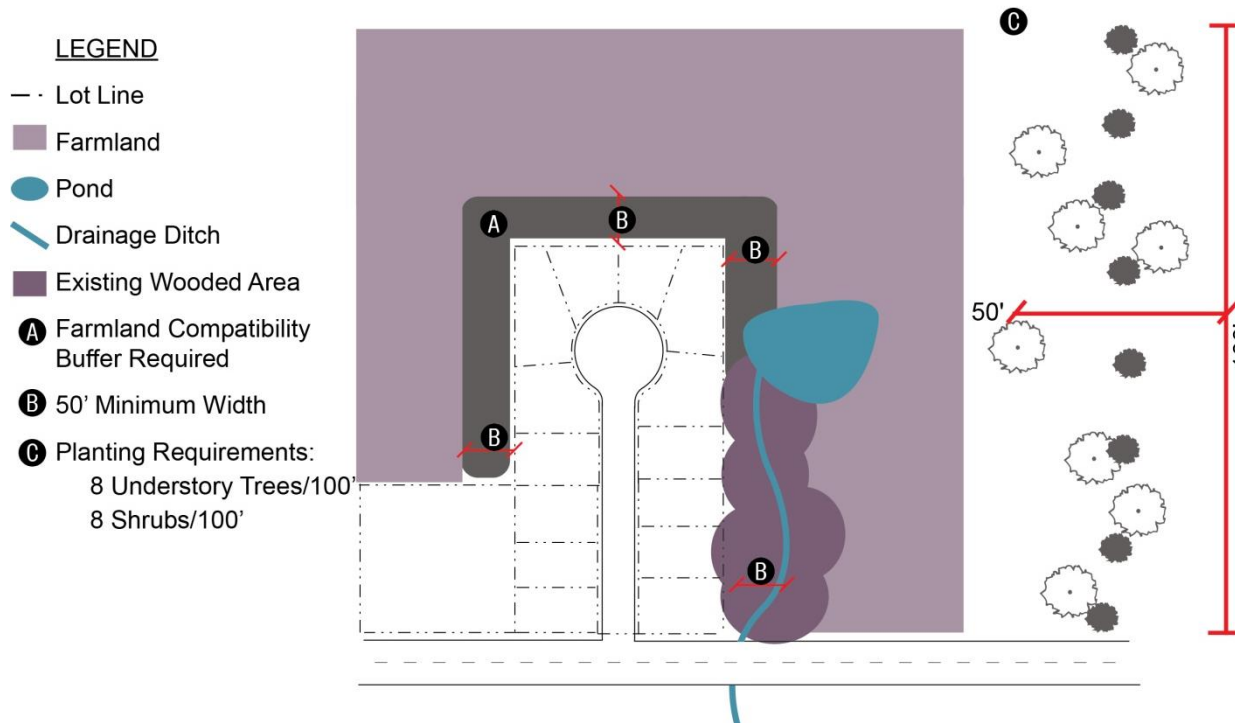 LEGEND
Lot Line
Farmland
Pond
Drainage Ditch
Existing Wooded Area
A Farmland Compatibility
Buffer Required
B 50’ Minimum Width
C Planting Requirements:
8 Understory Trees/100’
8 Shrubs/100’
A
B
B
B
B
C
50'